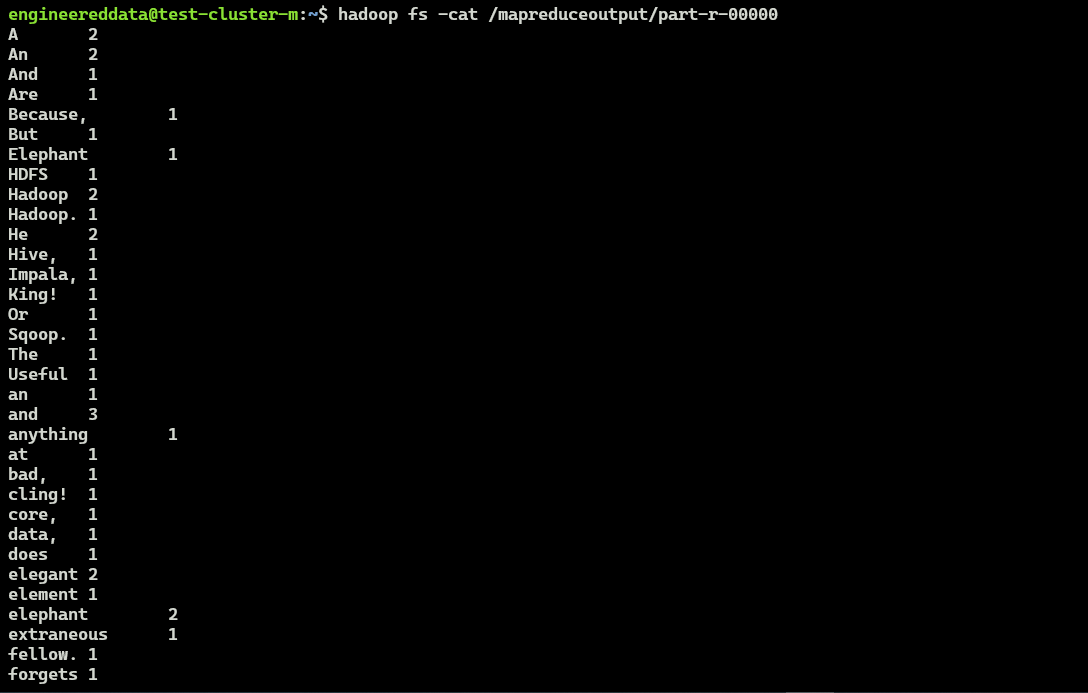 engineereddata@test-cluster-m:~$ hadoop fs -cat /mapreduceoutput/part-r-00000
A 2
An 2
And 1
Are 1
Because, 1
But 1
Elephant 1
HDFS 1
Hadoop 2
Hadoop. 1
He 2
Hive, 1
Impala, 1
King! 1
Or 1
Sqoop. 1
The 1
Useful 1
an 1
and 3
anything 1
at 1
bad, 1
cling! 1
core, 1
data, 1
does 1
elegant 2
element 1
elephant 2
extraneous 1
fellow. 1
forgets 1